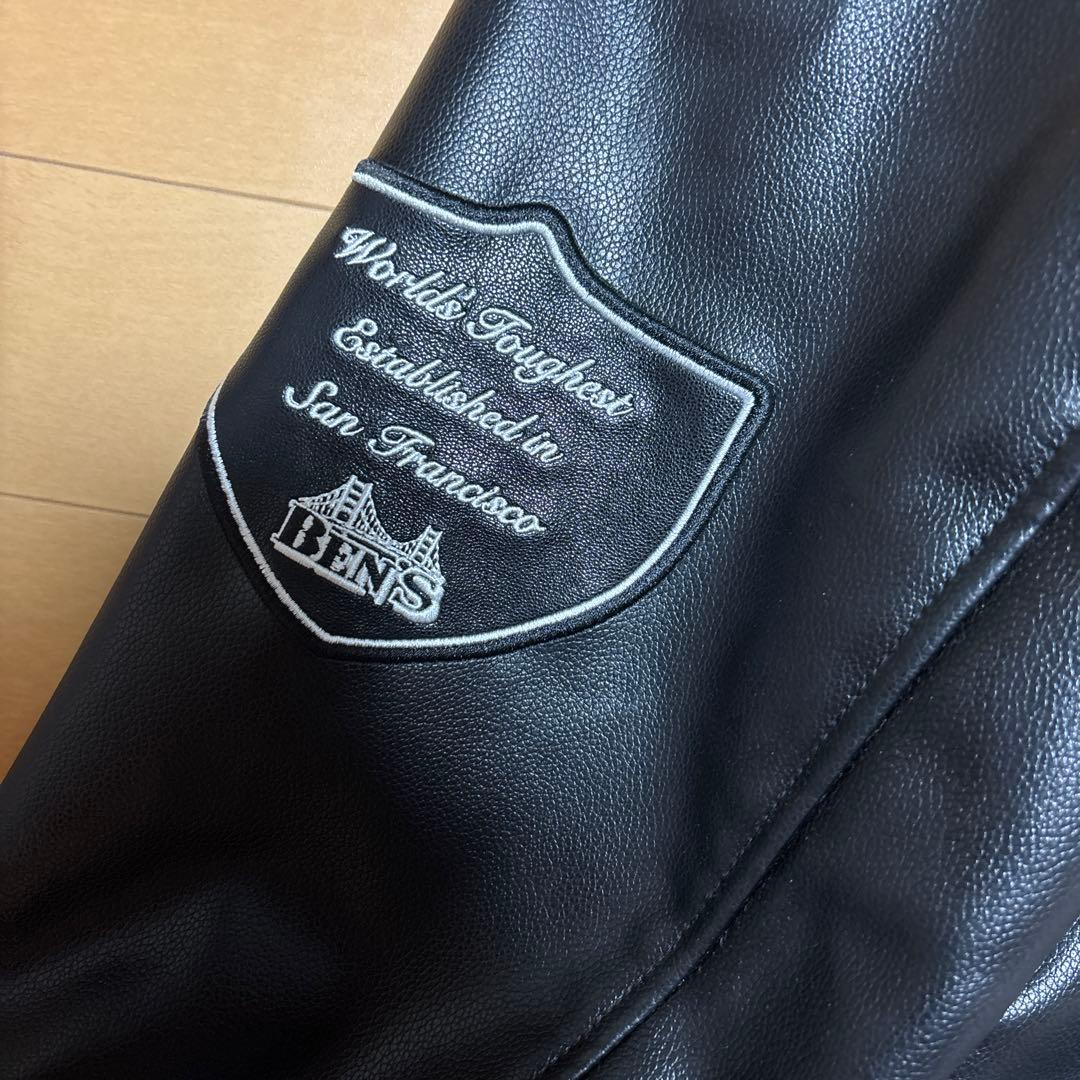 World's Toughest
Established in
San Francisco
BEN'S